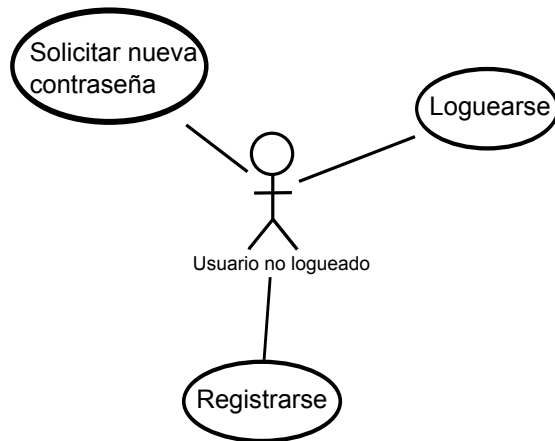 Solicitar nueva
contraseña
Loguearse
Usuario no logueado
Registrarse